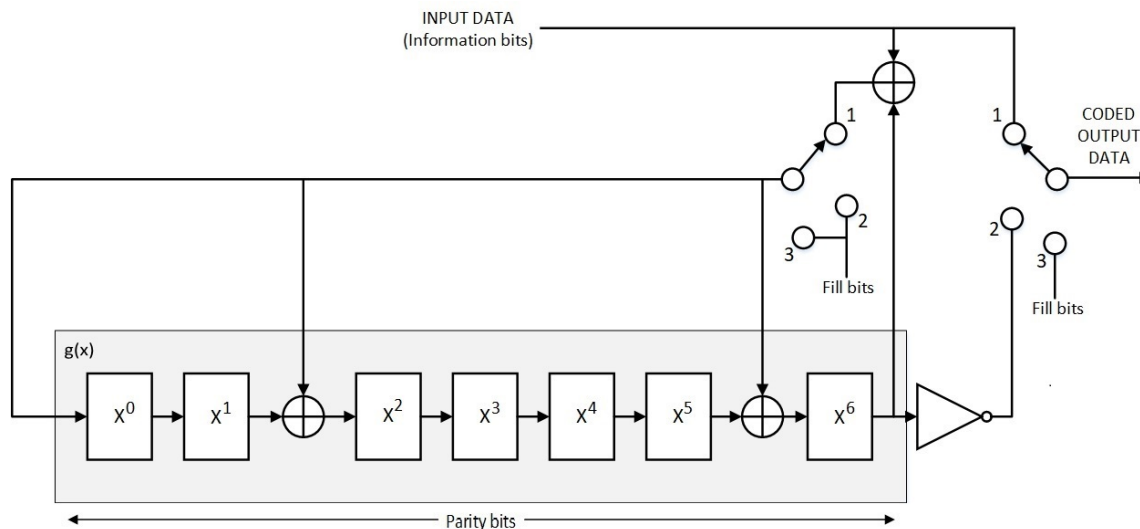 INPUT DATA
(Information bits)
1
1
CODED
OUTPUT
DATA
2
2
3
3
Fill bits
Fill bits
g(x)
X⁰
X¹
X²
X³
X⁴
X⁵
X⁶
Parity bits